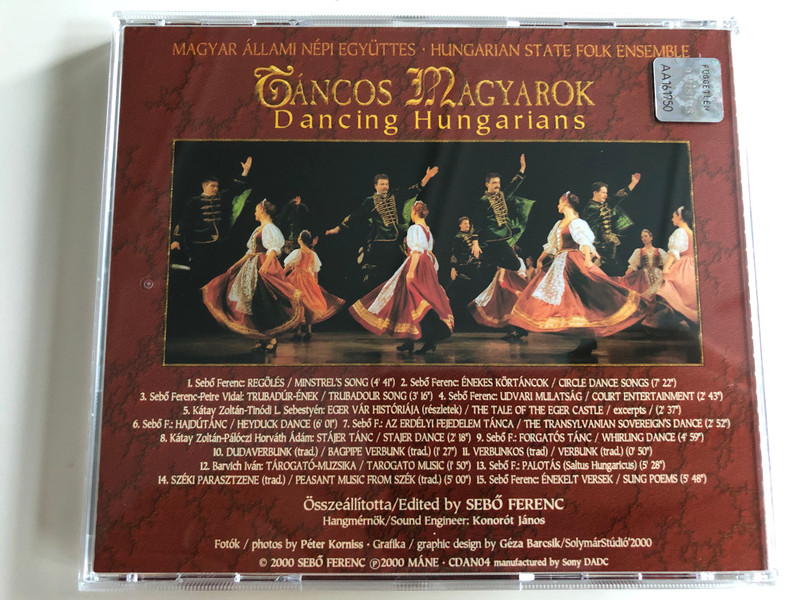 MAGYAR ÁLLAMI NÉPI EGYÜTTES · HUNGARIAN STATE FOLK ENSEMBLE
TÁNCOS MAGYAROK
Dancing Hungarians
FÜGGETLEN
AA161750
1. Sebő Ferenc: REGÖLÉS / MINSTREL'S SONG (4' 41") 2. Sebő Ferenc: ÉNEKES KÖRTÁNCOK / CIRCLE DANCE SONGS (7' 22")
3. Sebő Ferenc-Peire Vidal: TRUBADÚR-ÉNEK / TRUBADOUR SONG (3' 16") 4. Sebő Ferenc: UDVARI MULATSÁG / COURT ENTERTAINMENT (2' 43")
5. Kátay Zoltán-Tinódi L. Sebestyén: EGER VÁR HISTÓRIÁJA (részletek) / THE TALE OF THE EGER CASTLE / excerpts / (2' 37")
6. Sebő F.: HAJDÚTÁNC / HEYDUCK DANCE (6' 01") 7. Sebő F.: AZ ERDÉLYI FEJEDELEM TÁNCA / THE TRANSYLVANIAN SOVEREIGN'S DANCE (2' 52")
8. Kátay Zoltán-Pálóczi Horváth Ádám: STÁJER TÁNC / STAJER DANCE (2' 18") 9. Sebő F.: FORGATÓS TÁNC / WHIRLING DANCE (4' 59")
10. DUDAVERBUNK (trad.) / BAGPIPE VERBUNK (trad.) (1' 27") 11. VERBUNKOS (trad) / VERBUNK (trad.) (0' 50")
12. Barvich Iván: TÁROGATÓ-MUZSIKA / TAROGATO MUSIC (1' 50") 13. Sebő F.: PALOTÁS (Saltus Hungaricus) (5' 28")
14. SZÉKI PARASZTZENE (trad.) / PEASANT MUSIC FROM SZÉK (trad.) (5' 00") 15. Sebő Ferenc: ÉNEKELT VERSEK / SUNG POEMS (5' 48")
Összeállította/Edited by SEBŐ FERENC
Hangmérnök/Sound Engineer: Konorót János
Fotók / photos by Péter Korniss · Grafika / graphic design by Géza Barcsik/SolymárStúdió'2000
© 2000 SEBŐ FERENC ℗2000 MÁNE · CDAN04 manufactured by Sony DADC